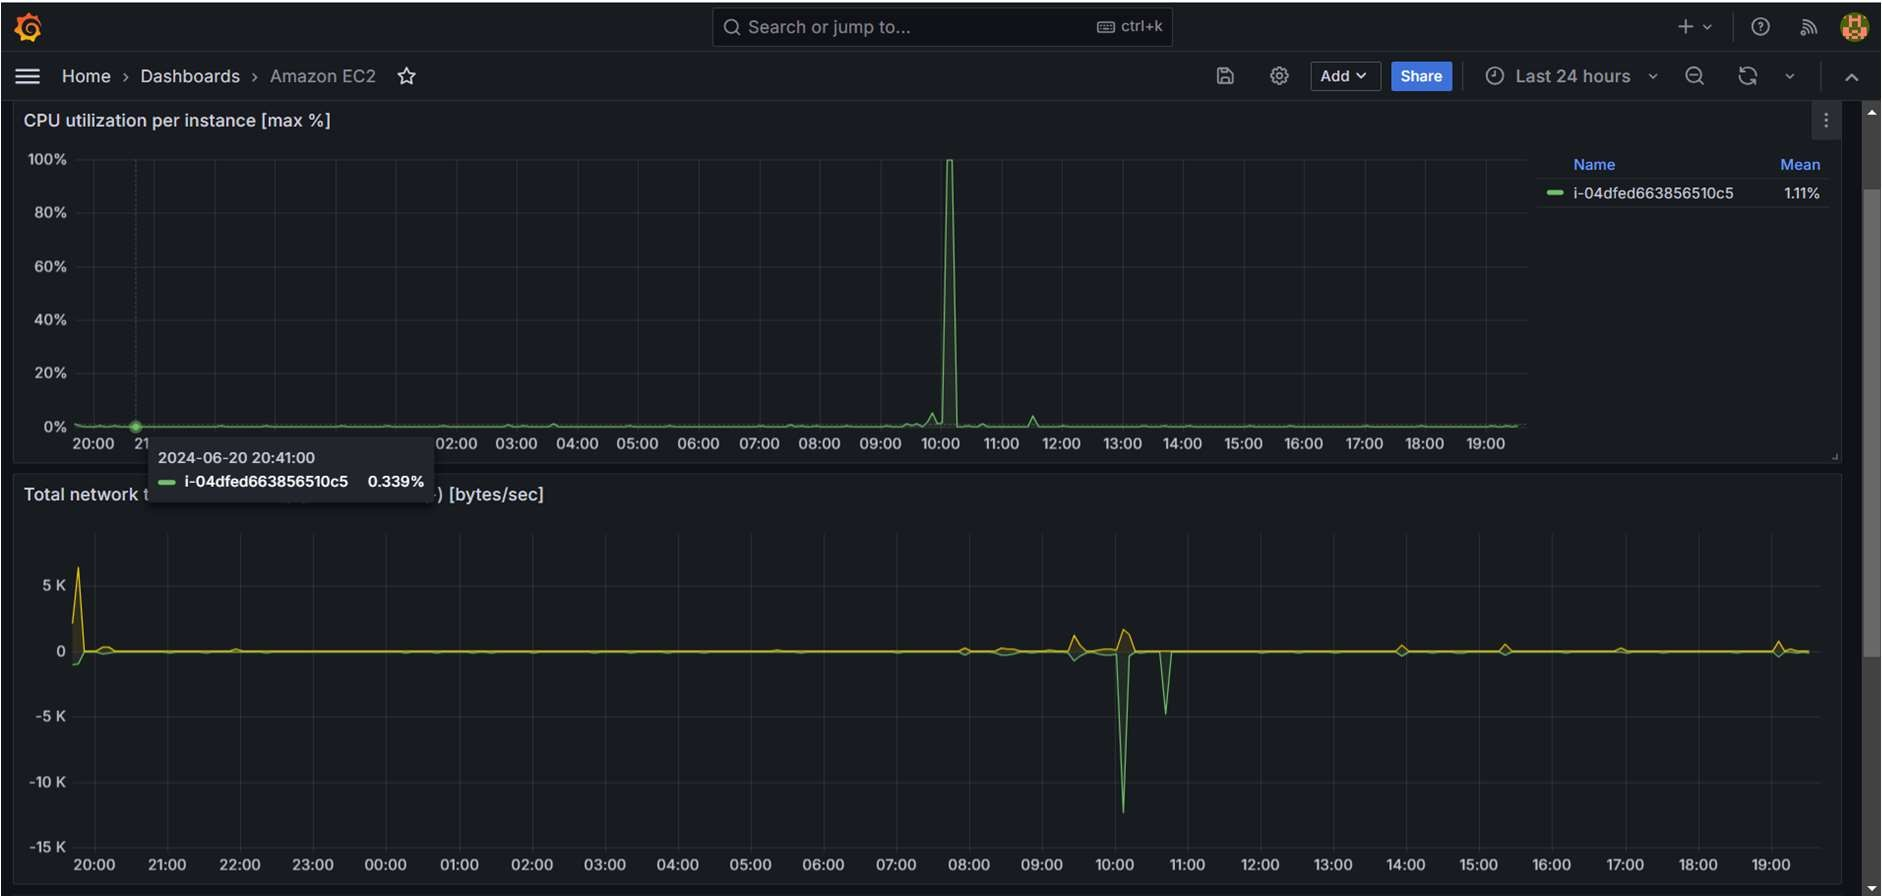 Search or jump to... ctrl+k
Home › Dashboards › Amazon EC2
Add Share Last 24 hours
CPU utilization per instance [max %]
Name Mean
i-04dfed663856510c5 1.11%
100%
80%
60%
40%
20%
0%
20:00 21 02:00 03:00 04:00 05:00 06:00 07:00 08:00 09:00 10:00 11:00 12:00 13:00 14:00 15:00 16:00 17:00 18:00 19:00
2024-06-20 20:41:00
i-04dfed663856510c5 0.339%
Total network ) [bytes/sec]
5 K
0
-5 K
-10 K
-15 K
20:00 21:00 22:00 23:00 00:00 01:00 02:00 03:00 04:00 05:00 06:00 07:00 08:00 09:00 10:00 11:00 12:00 13:00 14:00 15:00 16:00 17:00 18:00 19:00